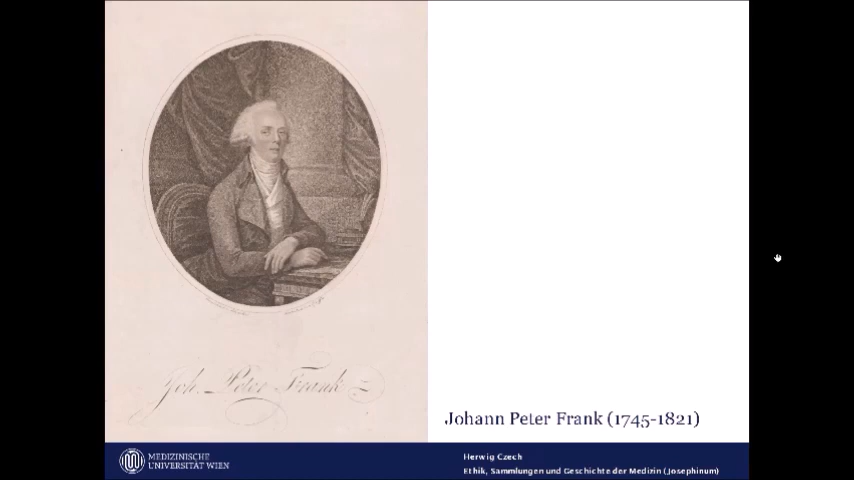 Joh. Peter Frank
Johann Peter Frank (1745-1821)
MEDIZINISCHE
UNIVERSITÄT WIEN
Herwig Czech
Ethik, Sammlungen und Geschichte der Medizin (Josephinum)